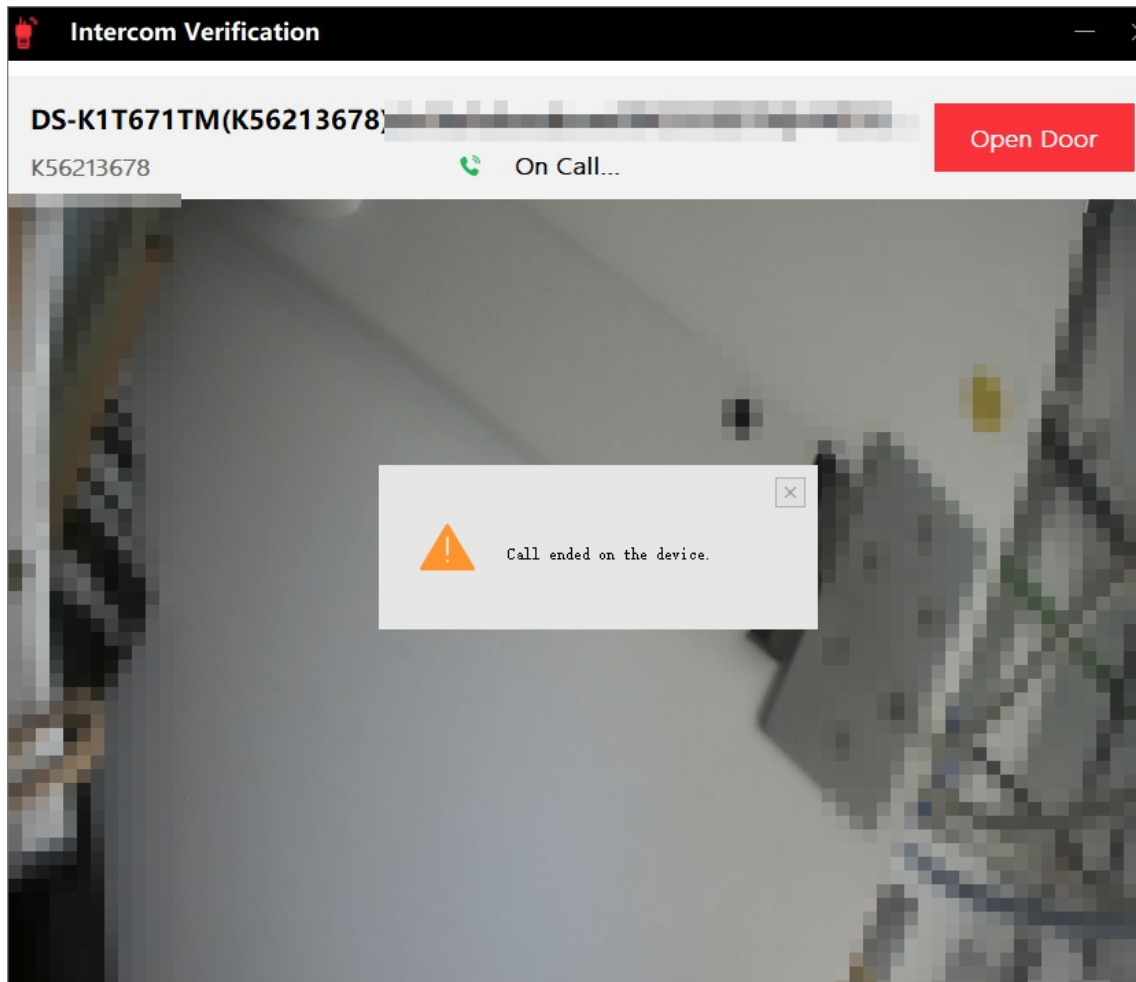 Intercom Verification
DS-K1T671TM(K56213678)
Open Door
K56213678
On Call...
Call ended on the device.